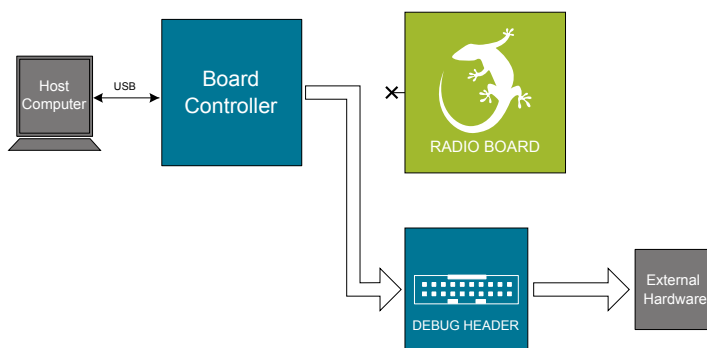 Host
Computer
USB
Board
Controller
RADIO BOARD
DEBUG HEADER
External
Hardware